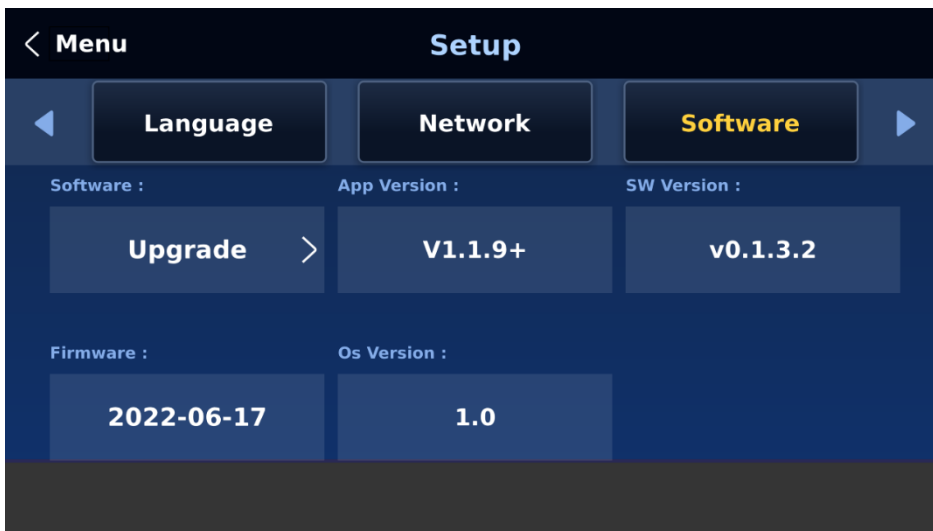 Menu
Setup
Language
Network
Software
Software :
App Version :
SW Version :
Upgrade
V1.1.9+
v0.1.3.2
Firmware :
Os Version :
2022-06-17
1.0